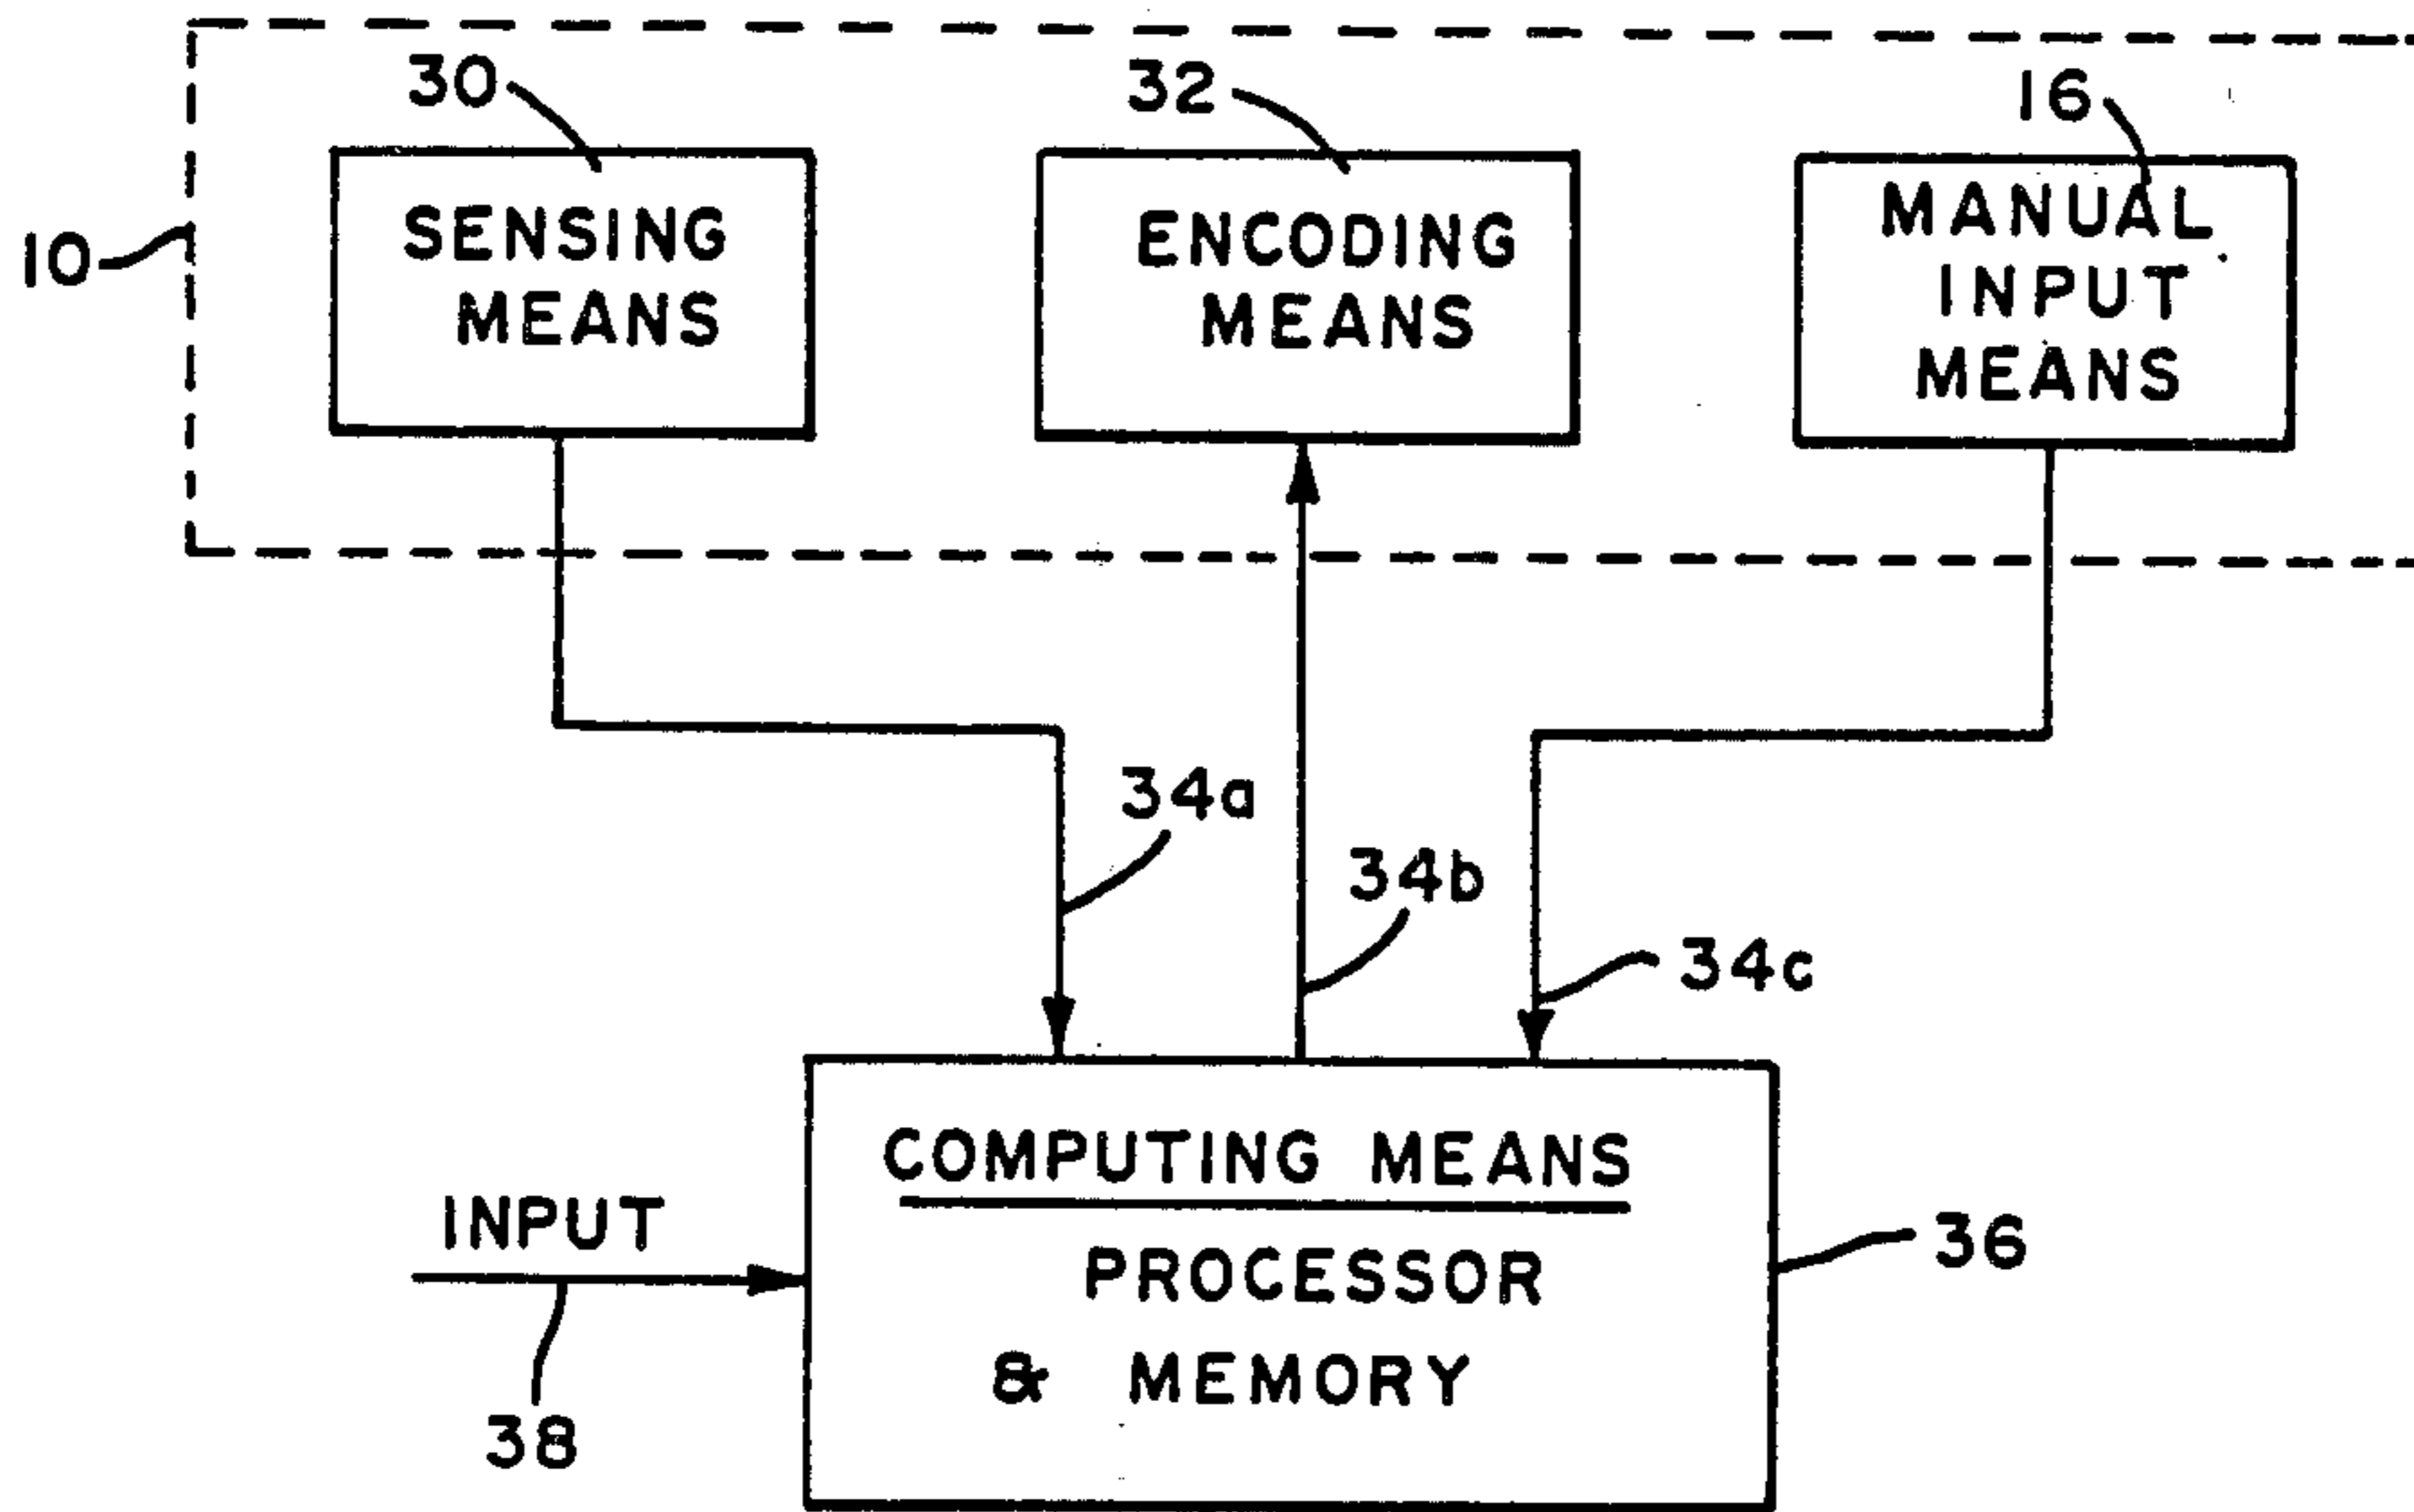 30
32
16
10
SENSING
MEANS
ENCODING
MEANS
MANUAL
INPUT
MEANS
34a
34b
34c
COMPUTING MEANS
PROCESSOR
& MEMORY
INPUT
36
38